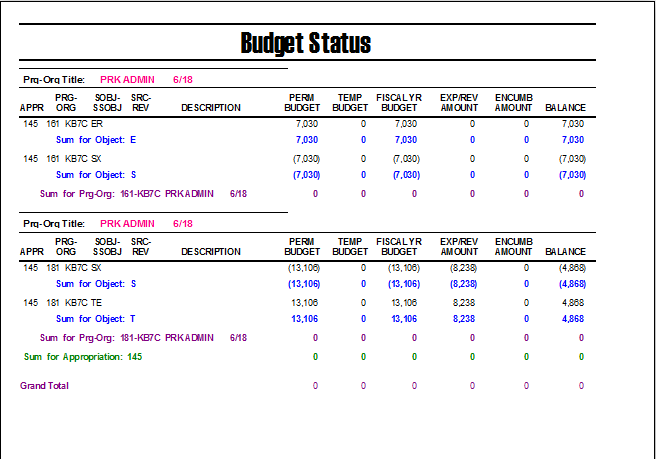 Budget Status
Prg-Org Title: PRK ADMIN 6/18
PRG- SOBJ- SRC- PERM TEMP FISCAL YR EXP/REV ENCUMB
APPR ORG SSOBJ REV DESCRIPTION BUDGET BUDGET BUDGET AMOUNT AMOUNT BALANCE
145 161 KB7C ER 7,030 0 7,030 0 0 7,030
Sum for Object: E 7,030 0 7,030 0 0 7,030
145 161 KB7C SX (7,030) 0 (7,030) 0 0 (7,030)
Sum for Object: S (7,030) 0 (7,030) 0 0 (7,030)
Sum for Prg-Org: 161-KB7C PRK ADMIN 6/18 0 0 0 0 0 0
Prg-Org Title: PRK ADMIN 6/18
PRG- SOBJ- SRC- PERM TEMP FISCAL YR EXP/REV ENCUMB
APPR ORG SSOBJ REV DESCRIPTION BUDGET BUDGET BUDGET AMOUNT AMOUNT BALANCE
145 181 KB7C SX (13,106) 0 (13,106) (8,238) 0 (4,868)
Sum for Object: S (13,106) 0 (13,106) (8,238) 0 (4,868)
145 181 KB7C TE 13,106 0 13,106 8,238 0 4,868
Sum for Object: T 13,106 0 13,106 8,238 0 4,868
Sum for Prg-Org: 181-KB7C PRK ADMIN 6/18 0 0 0 0 0 0
Sum for Appropriation: 145 0 0 0 0 0 0
Grand Total 0 0 0 0 0 0